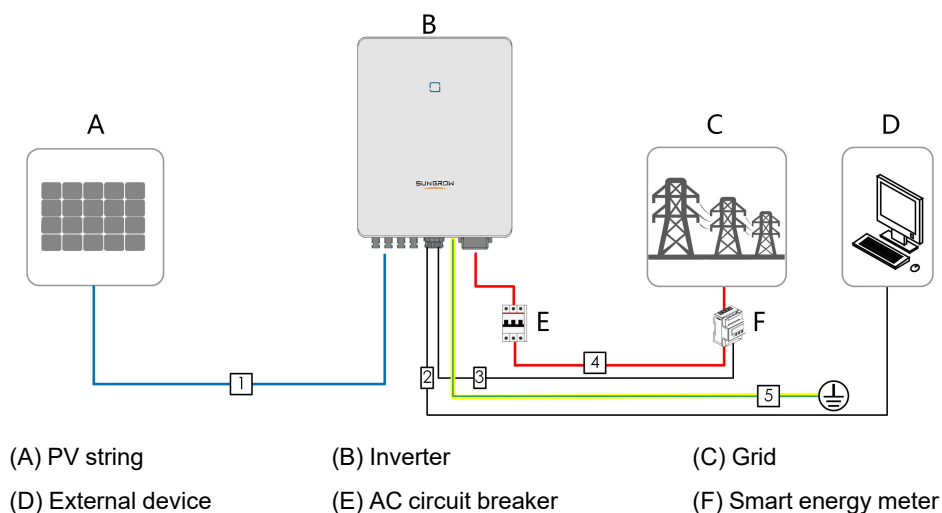 B
A
C
D
SUNGROW
E
F
4
2
3
1
5
(A) PV string
(B) Inverter
(C) Grid
(D) External device
(E) AC circuit breaker
(F) Smart energy meter